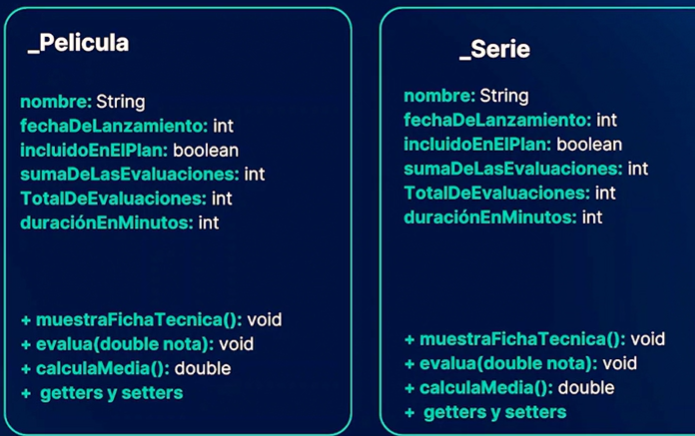 _Pelicula
nombre: String
fechaDeLanzamiento: int
incluidoEnElPlan: boolean
sumaDeLasEvaluaciones: int
TotalDeEvaluaciones: int
duraciónEnMinutos: int
+ muestraFichaTecnica(): void
+ evalua(double nota): void
+ calculaMedia(): double
+ getters y setters
_Serie
nombre: String
fechaDeLanzamiento: int
incluidoEnElPlan: boolean
sumaDeLasEvaluaciones: int
TotalDeEvaluaciones: int
duraciónEnMinutos: int
+ muestraFichaTecnica(): void
+ evalua(double nota): void
+ calculaMedia(): double
+ getters y setters